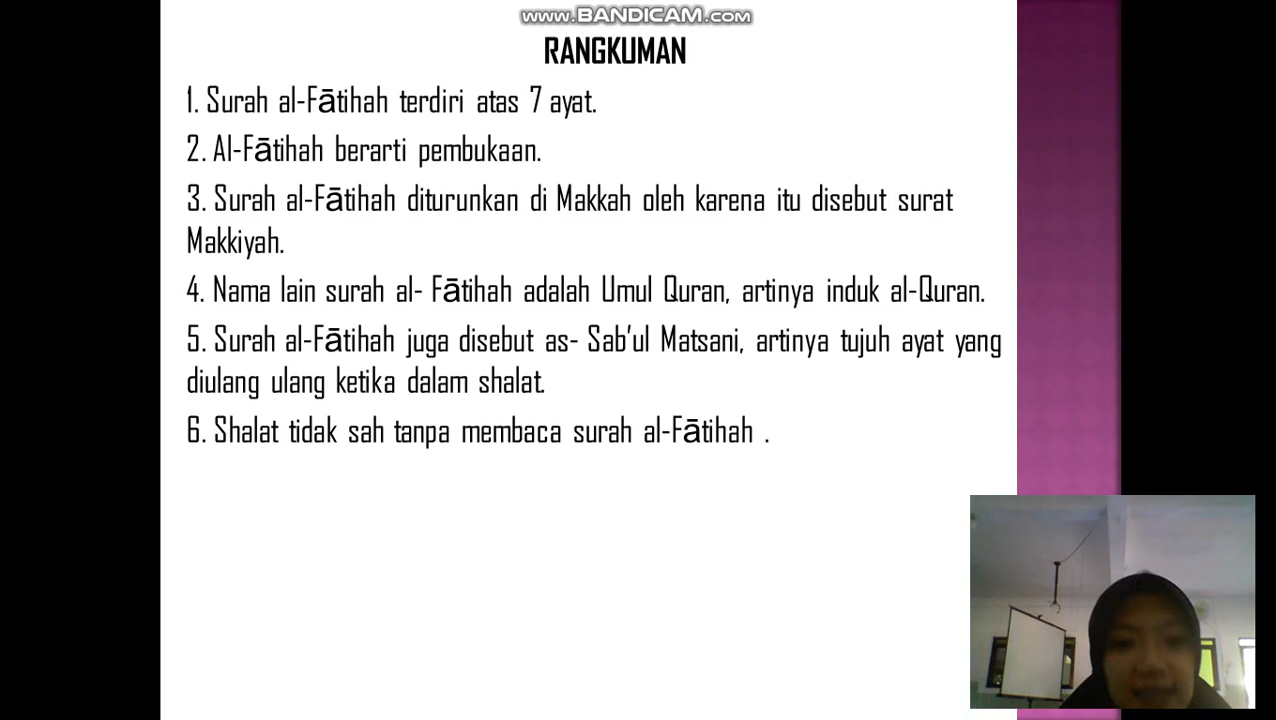 www.BANDICAM.com
RANGKUMAN
1. Surah al-Fātihah terdiri atas 7 ayat.
2. Al-Fātihah berarti pembukaan.
3. Surah al-Fātihah diturunkan di Makkah oleh karena itu disebut surat
Makkiyah.
4. Nama lain surah al- Fātihah adalah Umul Quran, artinya induk al-Quran.
5. Surah al-Fātihah juga disebut as- Sab’ul Matsani, artinya tujuh ayat yang
diulang ulang ketika dalam shalat.
6. Shalat tidak sah tanpa membaca surah al-Fātihah .